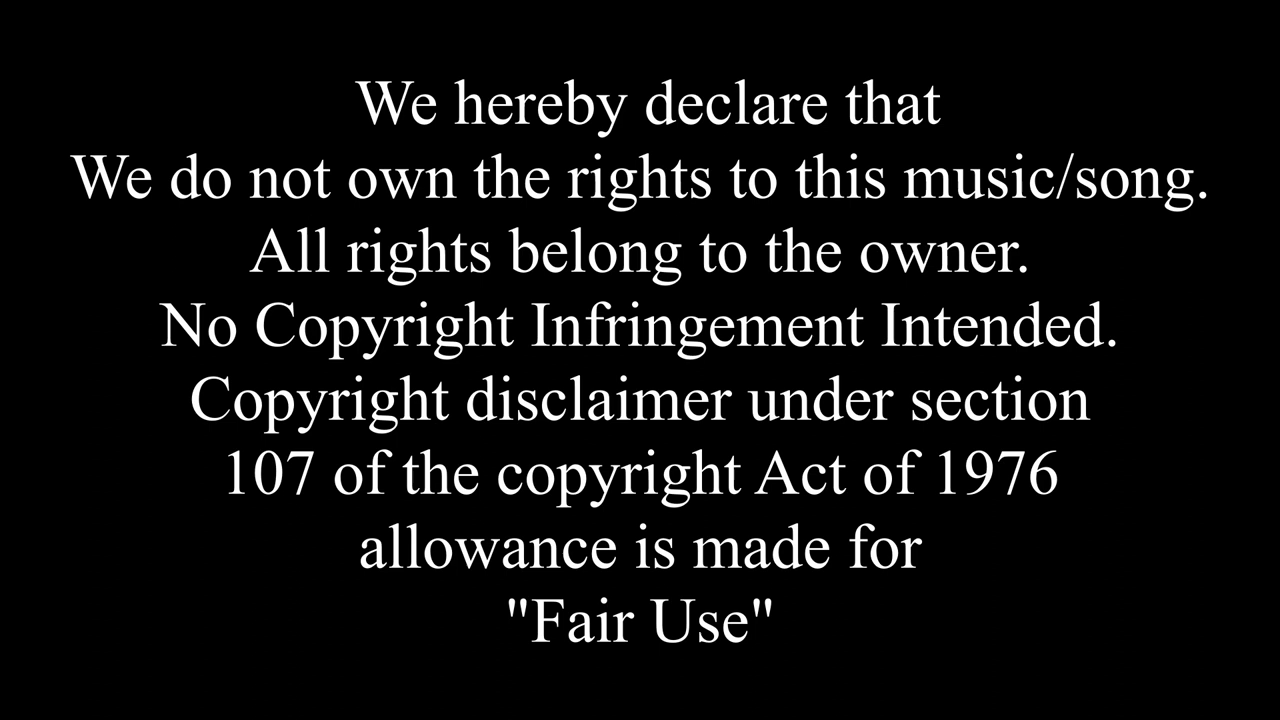 We hereby declare that
We do not own the rights to this music/song.
All rights belong to the owner.
No Copyright Infringement Intended.
Copyright disclaimer under section
107 of the copyright Act of 1976
allowance is made for
"Fair Use"